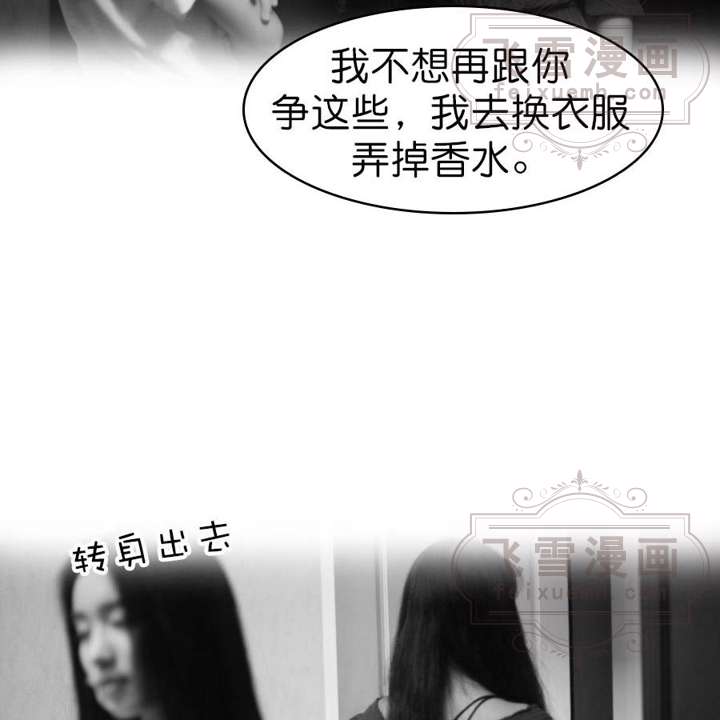 飞雪漫画
feixuemh.com
我不想再跟你
争这些，我去换衣服
弄掉香水。
转身出去
飞雪漫画
feixuemh.com